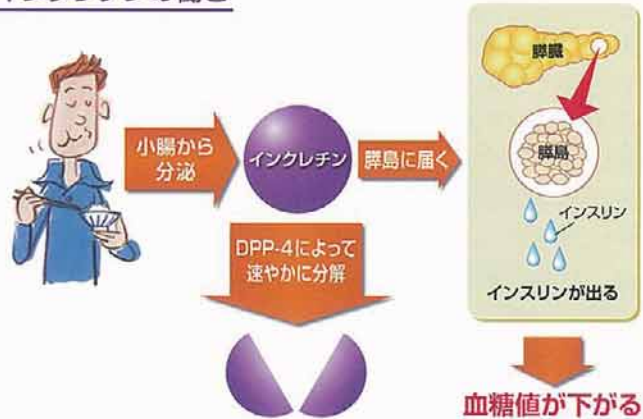 小腸から
分泌
インクレチン
膵島に届く
DPP-4によって
速やかに分解
膵臓
膵島
インスリン
インスリンが出る
血糖値が下がる